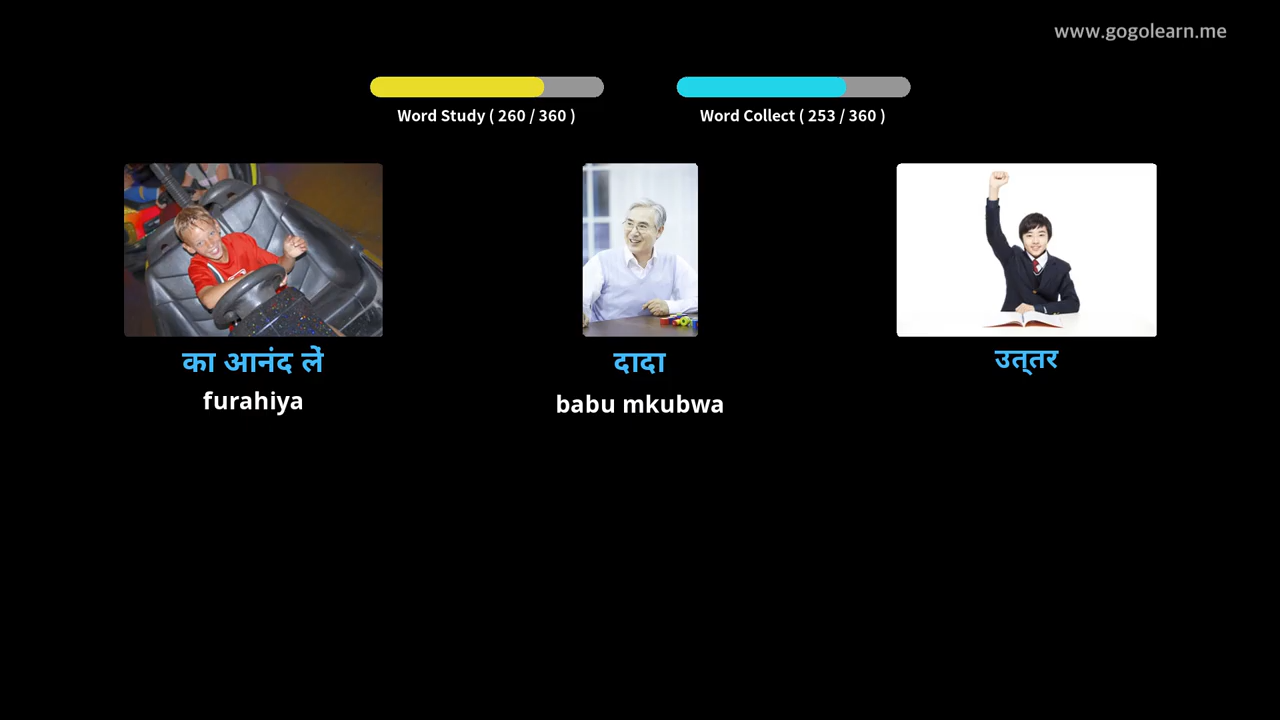 www.gogolearn.me
Word Study ( 260 / 360 )
Word Collect ( 253 / 360 )
का आनंद लें
दादा
उत्‌तर
furahiya
babu mkubwa